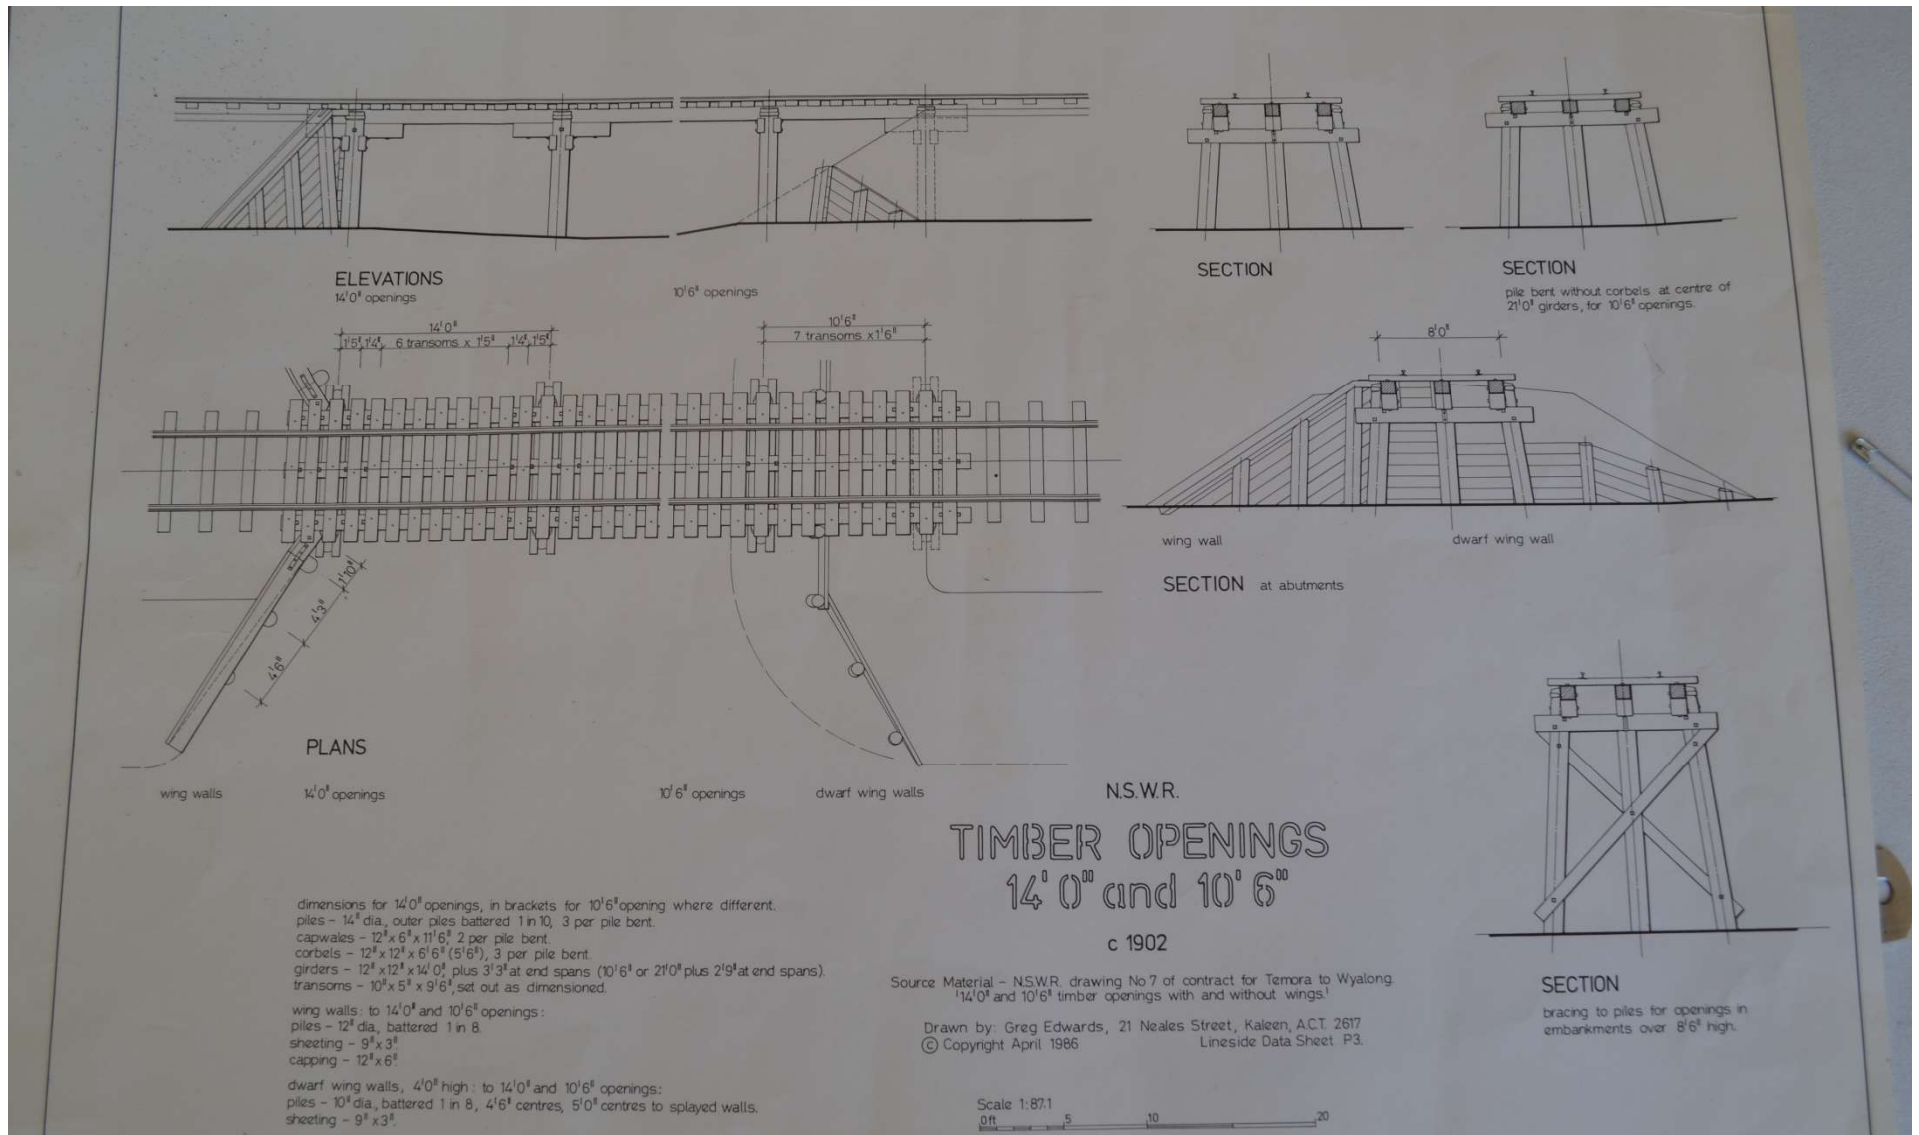 ELEVATIONS
14'0" openings
10'6" openings
SECTION
SECTION
pile bent without corbels at centre of
21'0" girders, for 10'6" openings.
14'0"
1'5" 1'4" 6 transoms x 1'5" 1'4" 1'5"
10'6"
7 transoms x 1'6"
8'0"
1'10"
4'3"
4'6"
wing wall
dwarf wing wall
SECTION at abutments
PLANS
wing walls
14'0" openings
10'6" openings
dwarf wing walls
N.S.W.R.
TIMBER OPENINGS
14' 0" and 10' 6"
c 1902
Source Material – N.S.W.R. drawing No 7 of contract for Temora to Wyalong.
'14'0" and 10'6" timber openings with and without wings.'
Drawn by: Greg Edwards, 21 Neales Street, Kaleen, A.C.T. 2617
© Copyright April 1986 Lineside Data Sheet P3.
Scale 1:87.1
0ft 5 10 20
SECTION
bracing to piles for openings in
embankments over 8'6" high.
dimensions for 14'0" openings, in brackets for 10'6" opening where different.
piles – 14" dia., outer piles battered 1 in 10, 3 per pile bent.
capwales – 12" x 6" x 11'6", 2 per pile bent.
corbels – 12" x 12" x 6'6" (5'6"), 3 per pile bent.
girders – 12" x 12" x 14'0", plus 3'3" at end spans (10'6" or 21'0" plus 2'9" at end spans).
transoms – 10" x 5" x 9'6", set out as dimensioned.
wing walls: to 14'0" and 10'6" openings:
piles – 12" dia., battered 1 in 8.
sheeting – 9" x 3".
capping – 12" x 6".
dwarf wing walls, 4'0" high: to 14'0" and 10'6" openings:
piles – 10" dia., battered 1 in 8, 4'6" centres, 5'0" centres to splayed walls.
sheeting – 9" x 3".